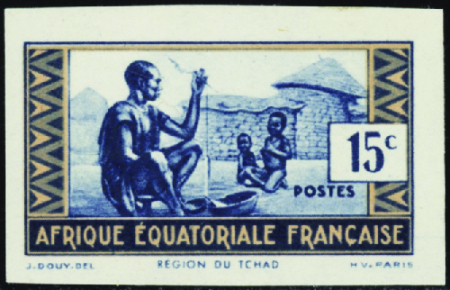 15c
POSTES
AFRIQUE ÉQUATORIALE FRANÇAISE
J. DOUY-DEL RÉGION DU TCHAD H V. PARIS